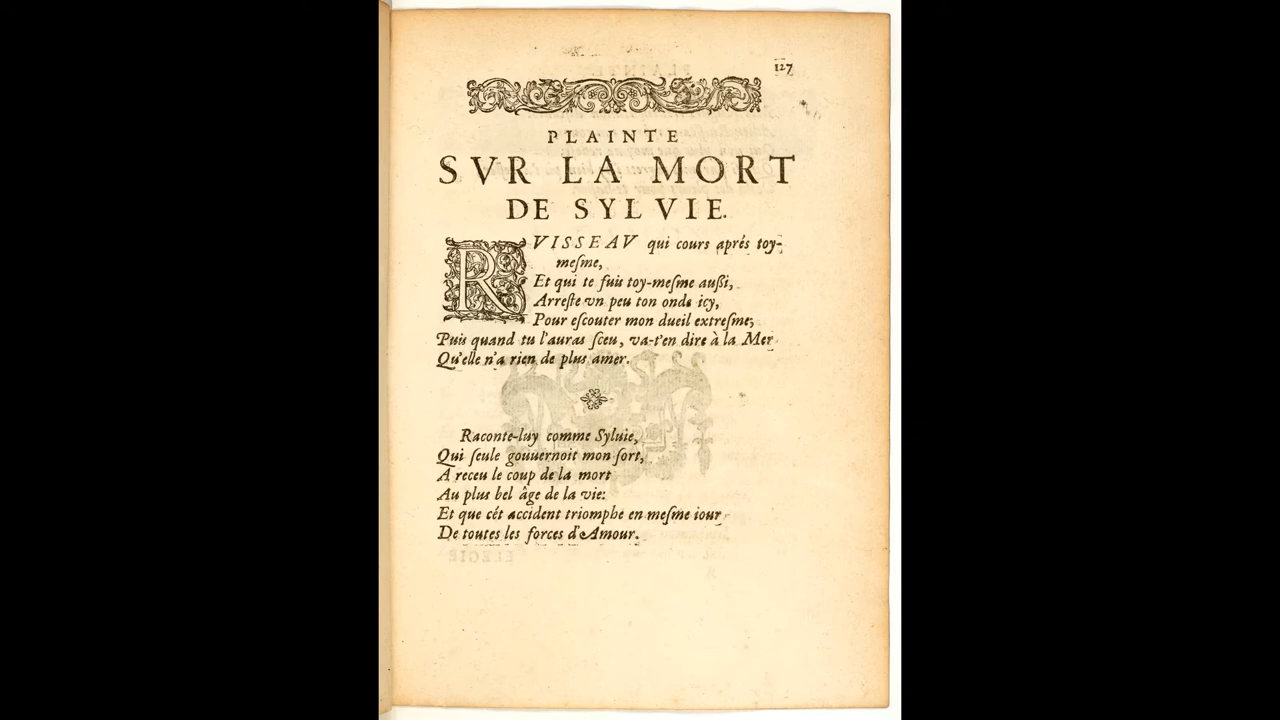 127
PLAINTE
SVR LA MORT
DE SYLVIE.
RVISSEAV qui cours aprés toy-
meſme,
Et qui te fuis toy-meſme auſſi,
Arreſte vn peu ton onde icy,
Pour eſcouter mon dueil extreſme;
Puis quand tu l'auras ſceu, va-t'en dire à la Mer
Qu'elle n'a rien de plus amer.
Raconte-luy comme Syluie,
Qui ſeule gouuernoit mon ſort,
A receu le coup de la mort
Au plus bel âge de la vie:
Et que cét accident triomphe en meſme iour
De toutes les forces d'Amour.